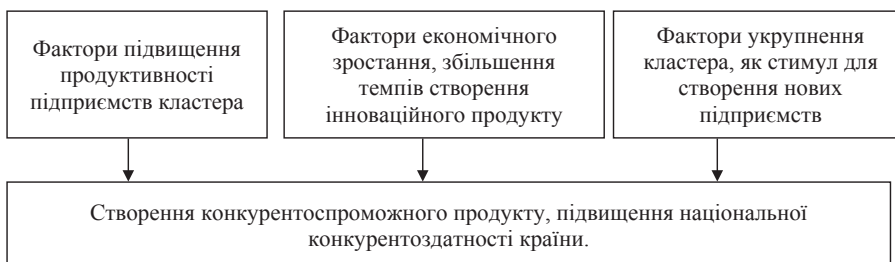 Фактори підвищення
продуктивності
підприємств кластера
Фактори економічного
зростання, збільшення
темпів створення
інноваційного продукту
Фактори укрупнення
кластера, як стимул для
створення нових
підприємств
Створення конкурентоспроможного продукту, підвищення національної
конкурентоздатності країни.